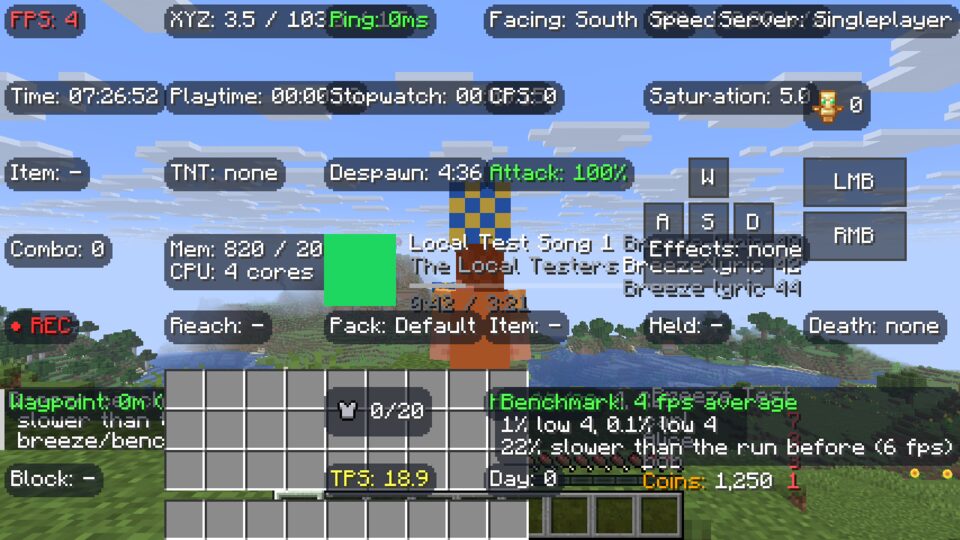 FPS: 4
XYZ: 3.5 / 103
Ping: 0ms
Facing: South
Speed
Server: Singleplayer
Time: 07:26:52
Playtime: 00:00
Stopwatch: 00
CPS: 0
Saturation: 5.0
0
Item: -
TNT: none
Despawn: 4:36
Attack: 100%
W
LMB
A S D
RMB
Combo: 0
Mem: 820 / 20
CPU: 4 cores
Local Test Song 1
The Local Testers
0:42 / 3:21
Effects: none
Breeze lyric 42
Breeze lyric 44
REC
Reach: -
Pack: Default
Item: -
Held: -
Death: none
Waypoint: 0m
slower than
breeze/benc
0/20
Benchmark: 4 fps average
1% low 4, 0.1% low 4
22% slower than the run before (6 fps)
Block: -
TPS: 18.9
Day: 0
Coins: 1,250
1